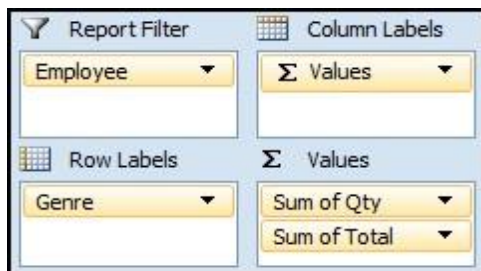 Report Filter
Column Labels
Employee
Σ Values
Row Labels
Σ Values
Genre
Sum of Qty
Sum of Total